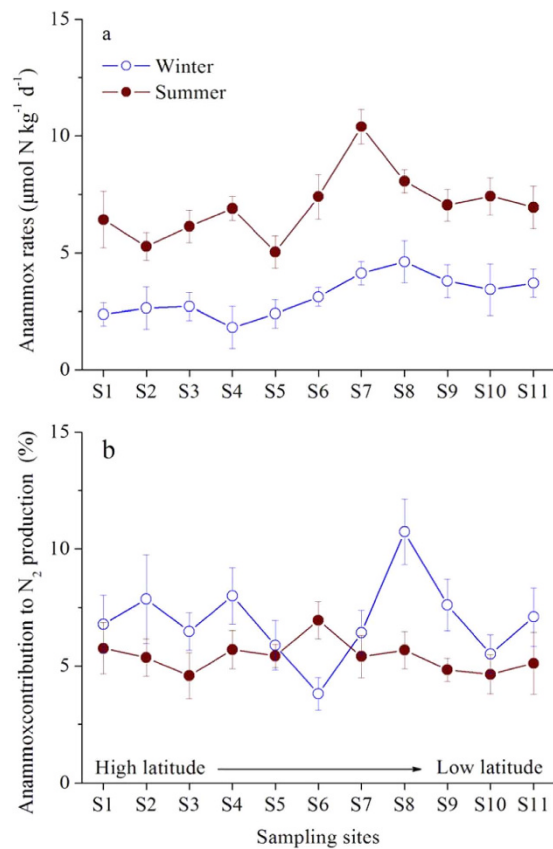 15
a
Winter
Summer
10
5
0
Anammox rates (μmol N kg⁻¹ d⁻¹)
S1 S2 S3 S4 S5 S6 S7 S8 S9 S10 S11
15
b
10
5
0
Anammoxcontribution to N₂ production (%)
High latitude Low latitude
S1 S2 S3 S4 S5 S6 S7 S8 S9 S10 S11
Sampling sites